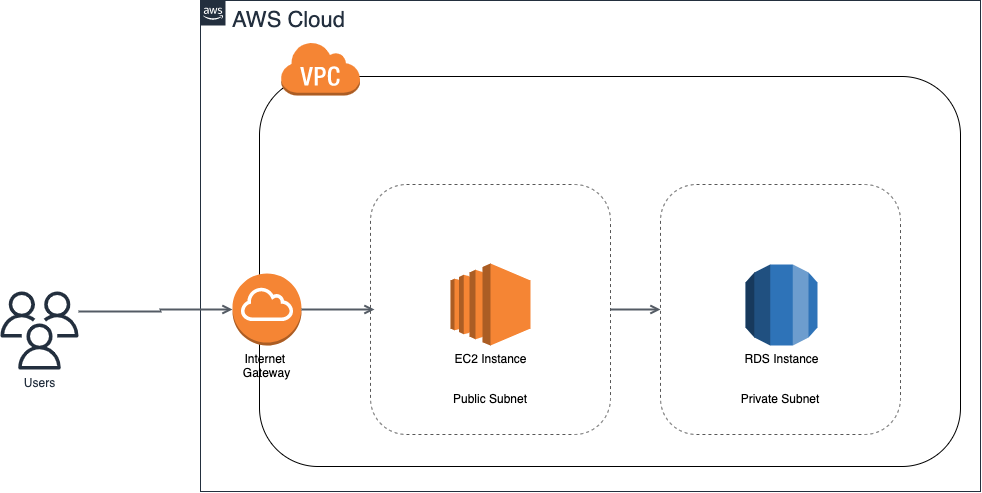 aws
AWS Cloud
VPC
Internet
Gateway
Users
EC2 Instance
Public Subnet
RDS Instance
Private Subnet